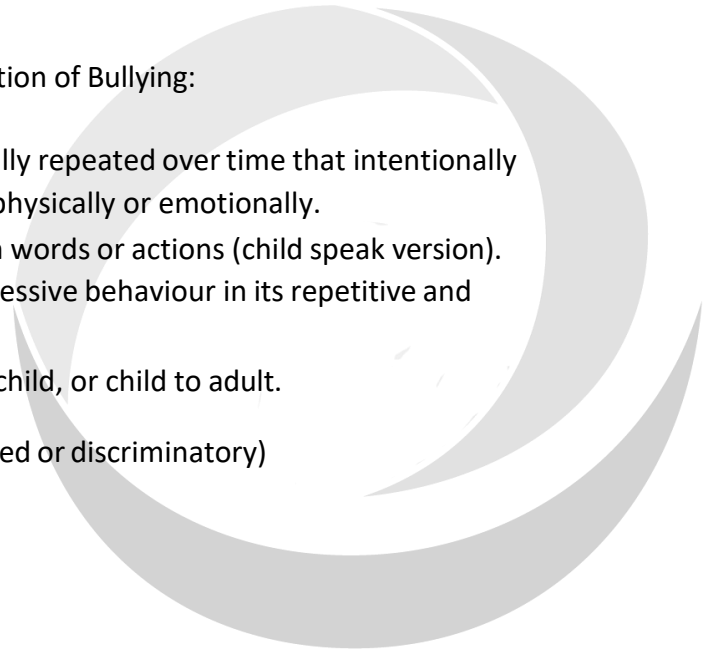 tion of Bullying:
lly repeated over time that intentionally
physically or emotionally.
words or actions (child speak version).
essive behaviour in its repetitive and
child, or child to adult.
ed or discriminatory)